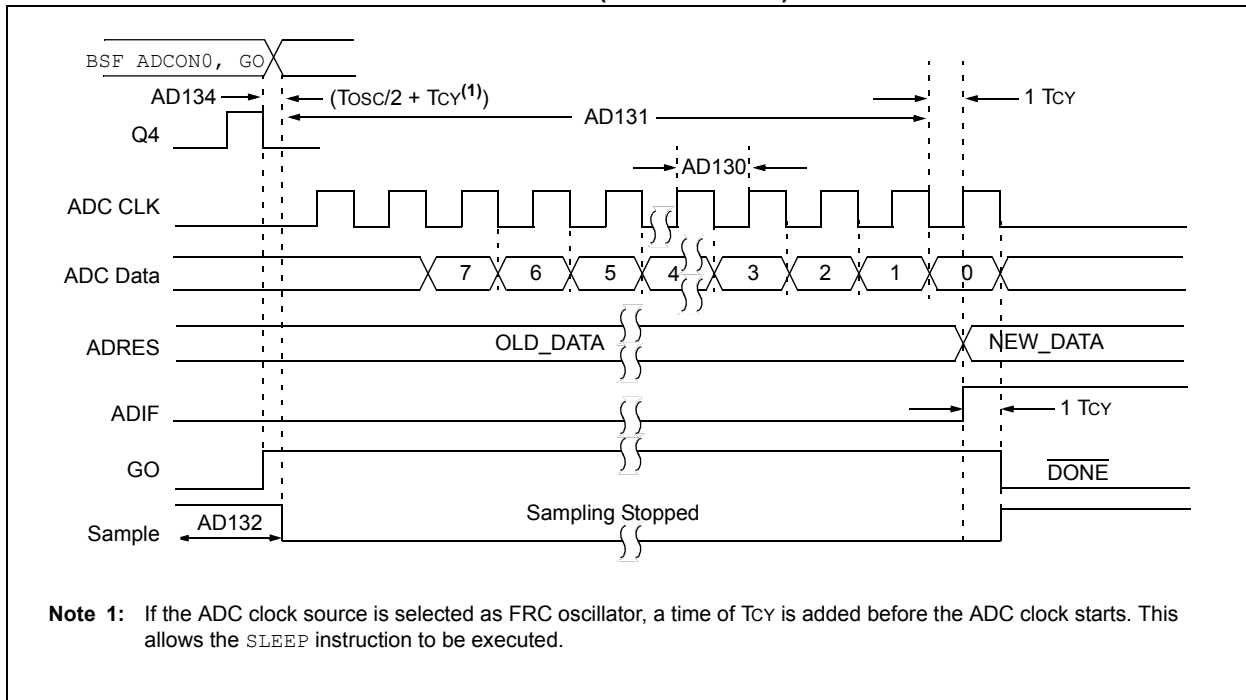 BSF ADCON0, GO
AD134 (TOSC/2 + TCY(1)) 1 TCY
AD131
Q4
AD130
ADC CLK
ADC Data 7 6 5 4 3 2 1 0
ADRES OLD_DATA NEW_DATA
ADIF 1 TCY
GO DONE
Sample AD132 Sampling Stopped
Note 1: If the ADC clock source is selected as FRC oscillator, a time of TCY is added before the ADC clock starts. This
allows the SLEEP instruction to be executed.